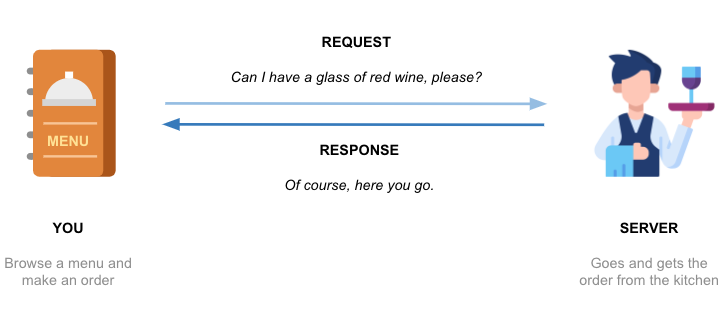 REQUEST
Can I have a glass of red wine, please?
MENU
RESPONSE
Of course, here you go.
YOU
Browse a menu and
make an order
SERVER
Goes and gets the
order from the kitchen